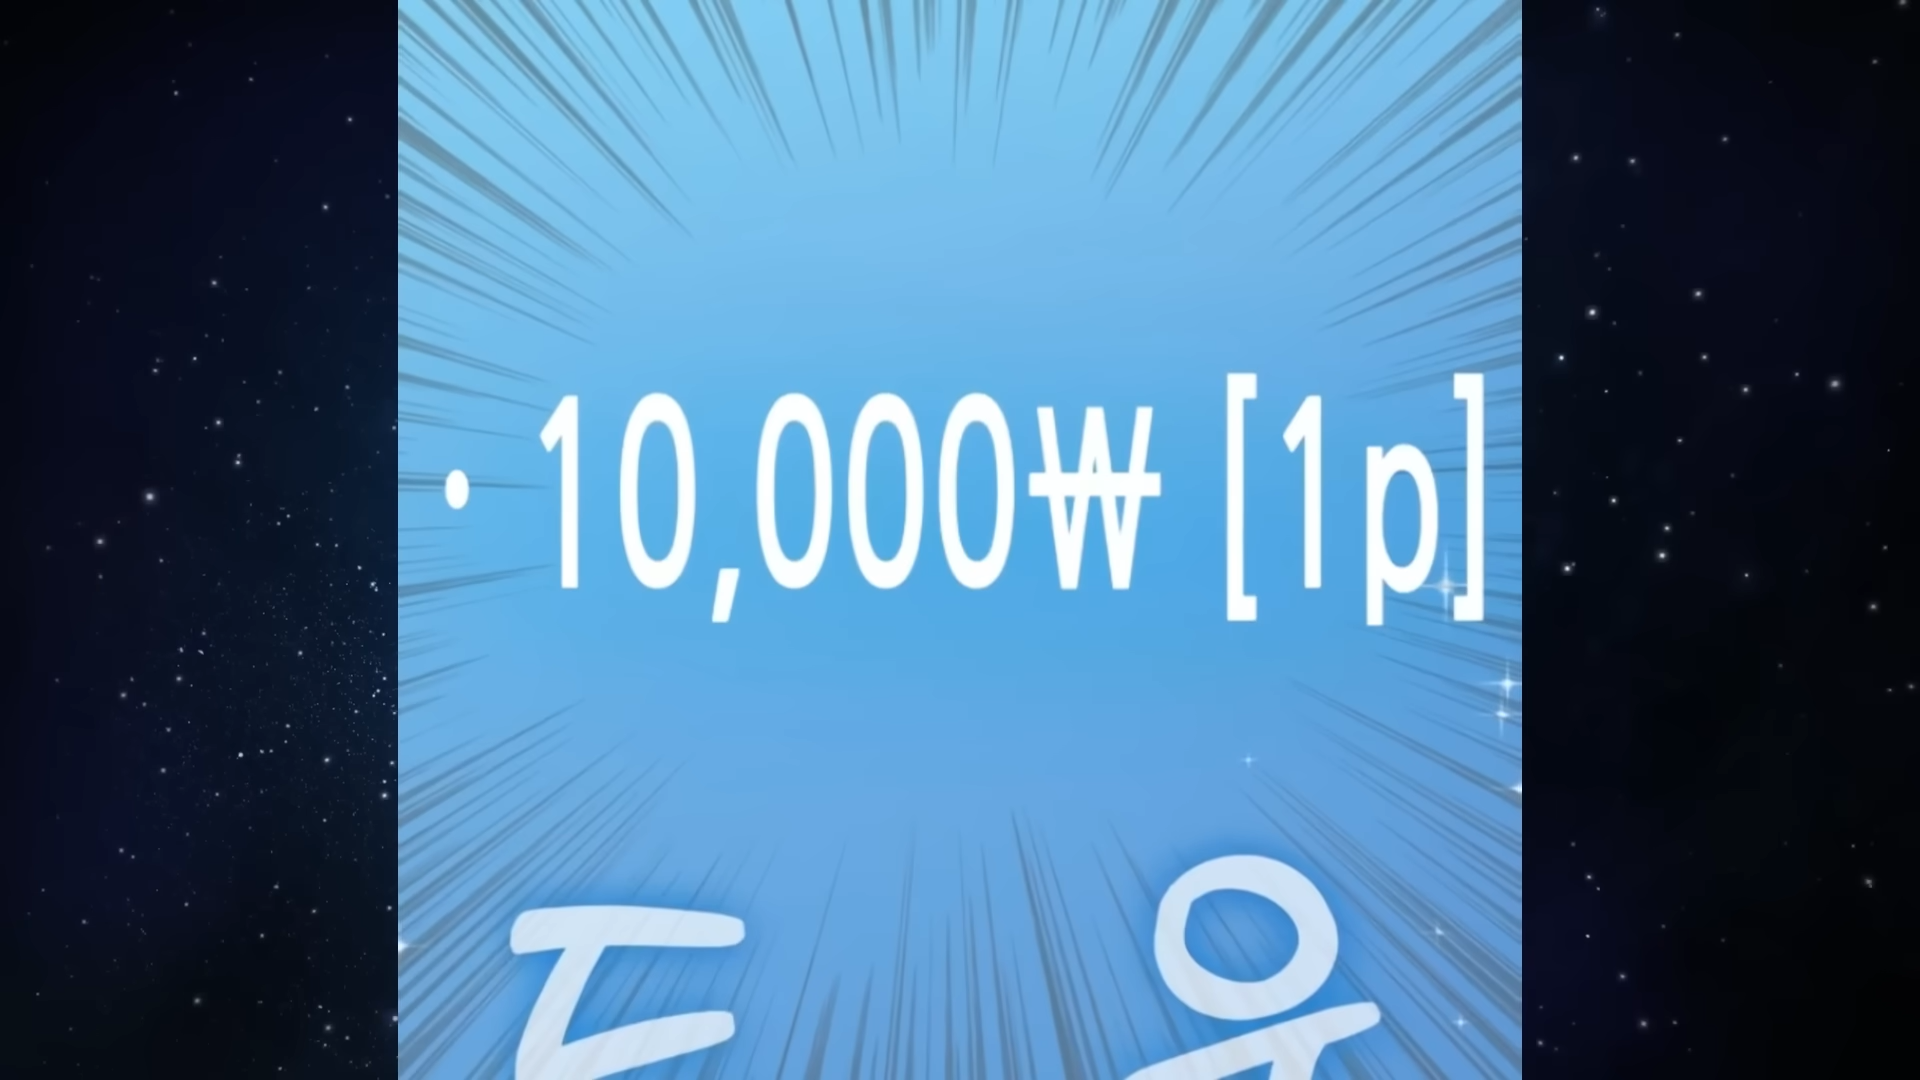 · 10,000₩ [1p]